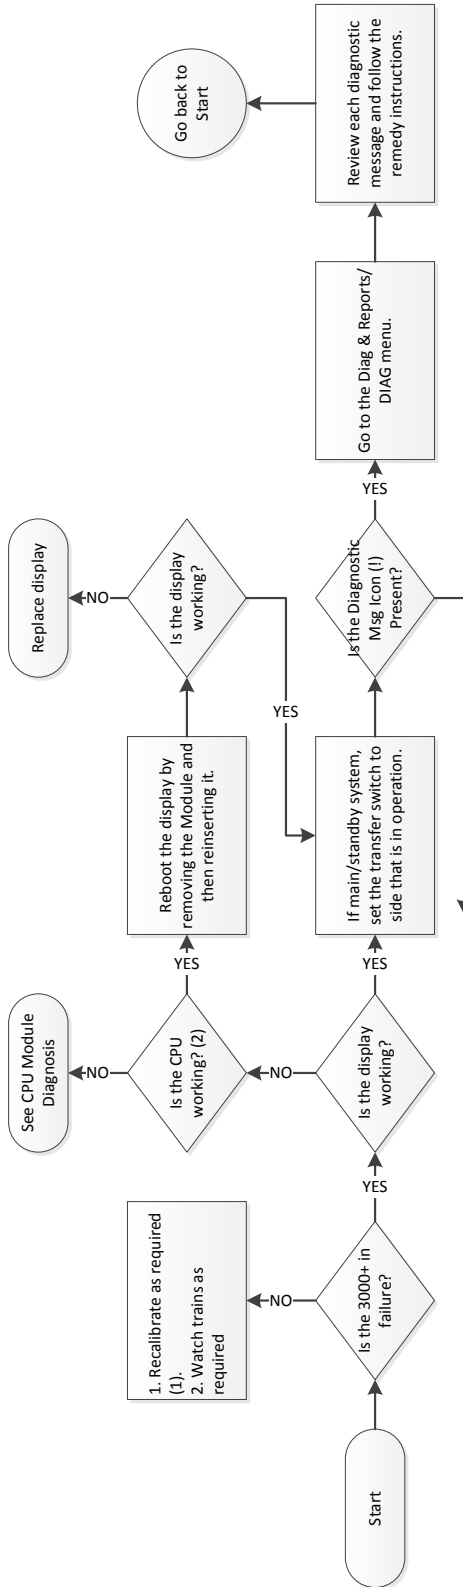 Start
Is the 3000+ in
failure?
NO
1. Recalibrate as required
(1).
2. Watch trains as
required
YES
Is the display
working?
NO
Is the CPU
working? (2)
NO
See CPU Module
Diagnosis
YES
Reboot the display by
removing the Module and
then reinserting it.
Is the display
working?
NO
Replace display
YES
YES
If main/standby system,
set the transfer switch to
side that is in operation.
Is the Diagnostic
Msg Icon (!)
Present?
YES
Go to the Diag & Reports/
DIAG menu.
Review each diagnostic
message and follow the
remedy instructions.
Go back to
Start